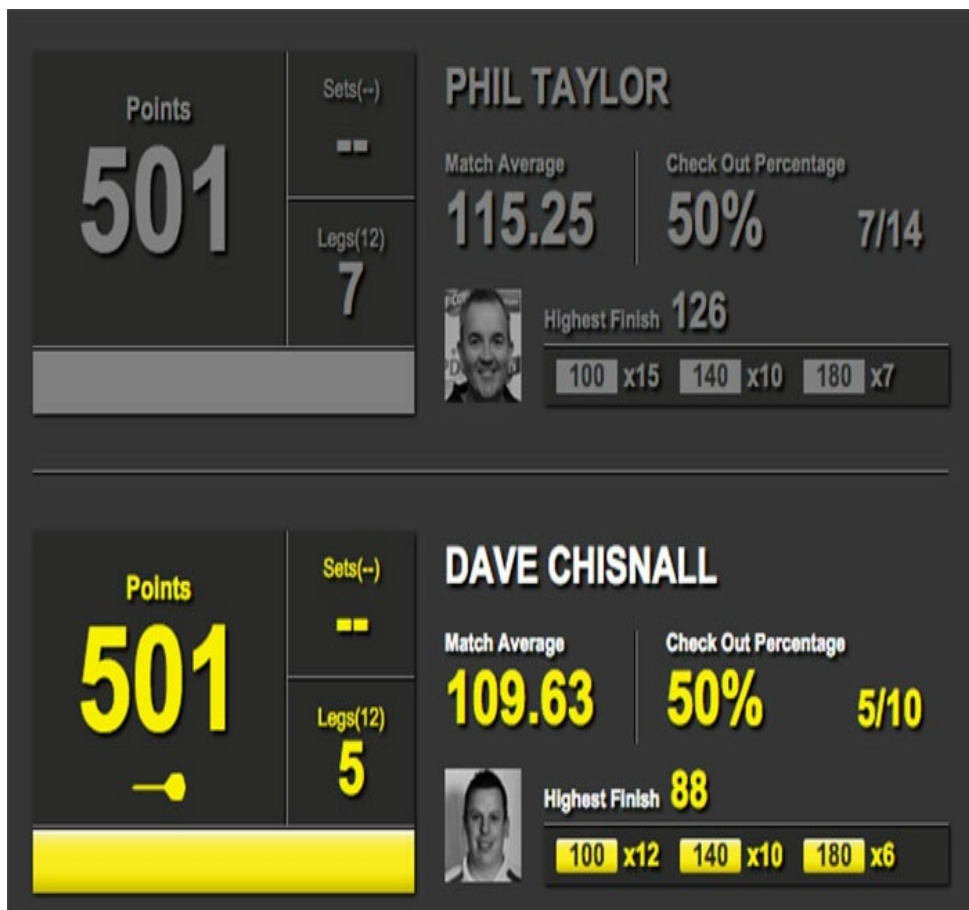 PHIL TAYLOR
Points
501
Sets(--)
--
Legs(12)
7
Match Average
115.25
Check Out Percentage
50% 7/14
Highest Finish 126
100 x15 140 x10 180 x7
DAVE CHISNALL
Points
501
Sets(--)
--
Legs(12)
5
Match Average
109.63
Check Out Percentage
50% 5/10
Highest Finish 88
100 x12 140 x10 180 x6